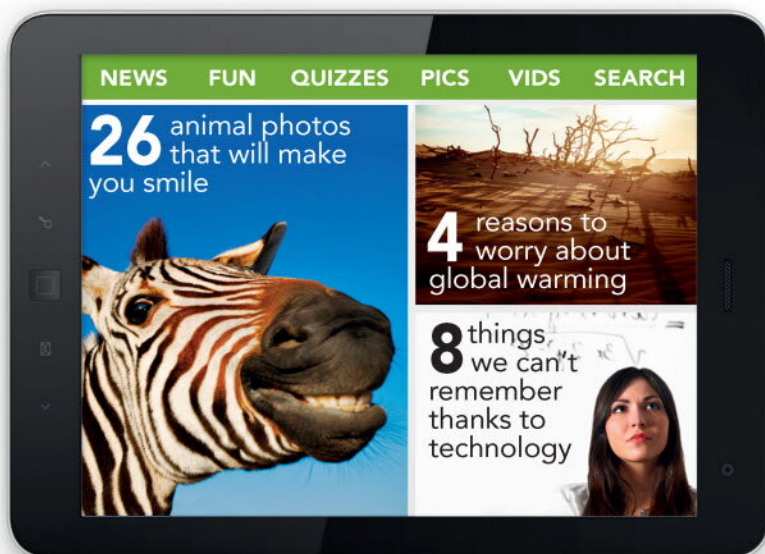 NEWS FUN QUIZZES PICS VIDS SEARCH
26 animal photos
that will make
you smile
4 reasons to
worry about
global warming
8 things
we can't
remember
thanks to
technology